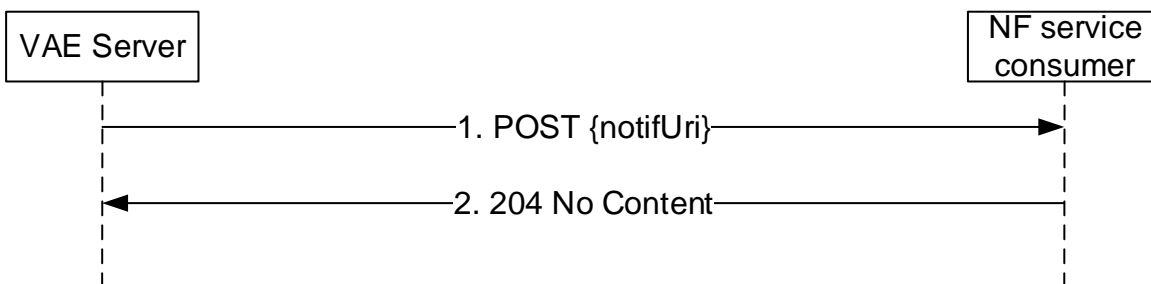 VAE Server
NF service
consumer
1. POST {notifUri}
2. 204 No Content